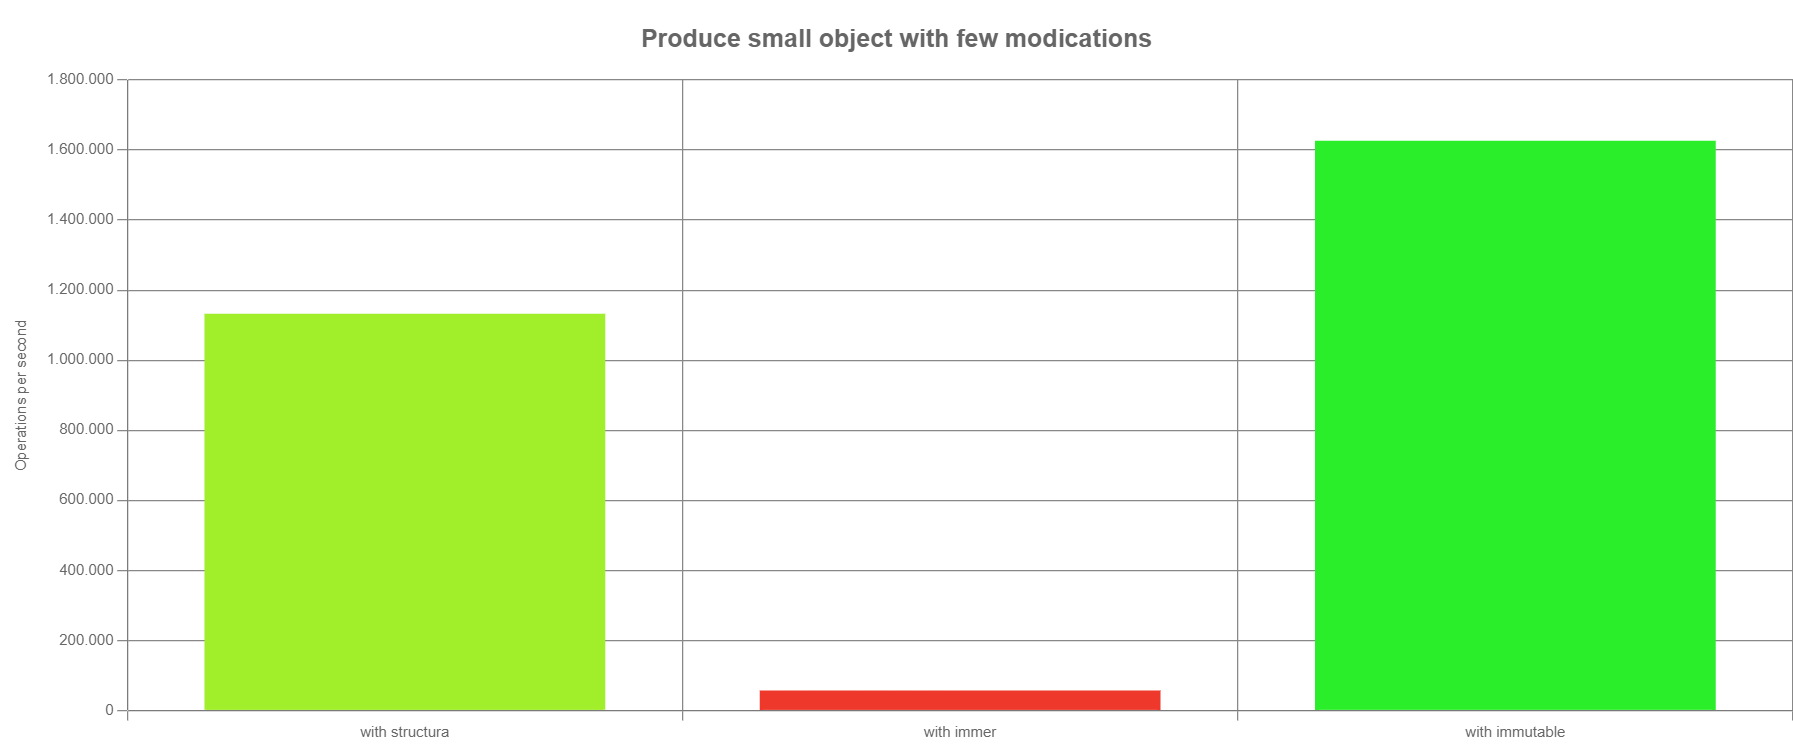 Produce small object with few modications
1.800.000
1.600.000
1.400.000
1.200.000
1.000.000
800.000
600.000
400.000
200.000
0
Operations per second
with structura
with immer
with immutable